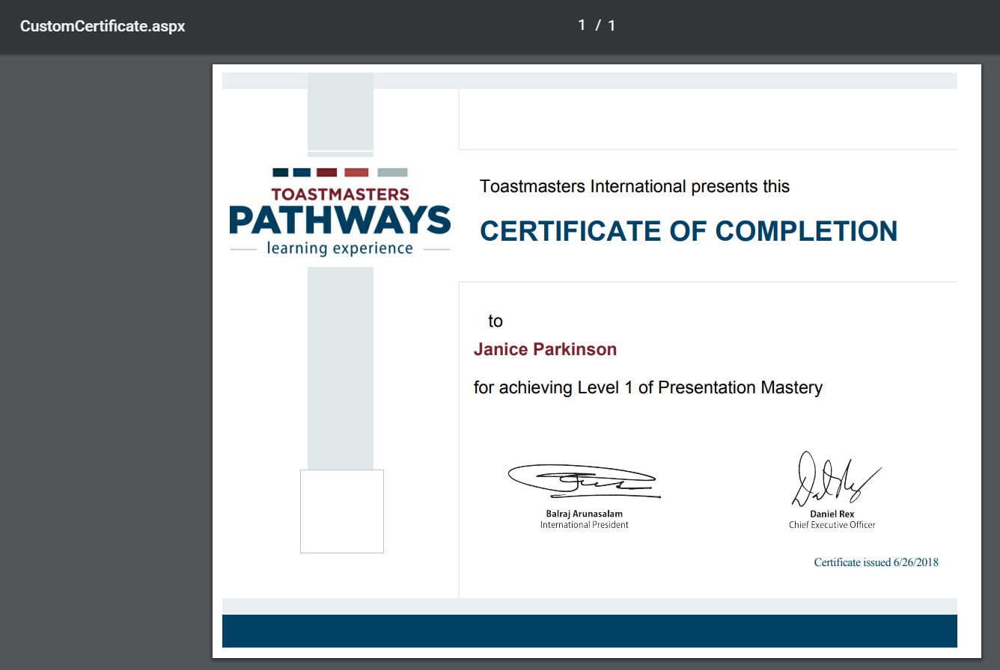 CustomCertificate.aspx
1 / 1
TOASTMASTERS
PATHWAYS
learning experience
Toastmasters International presents this
CERTIFICATE OF COMPLETION
to
Janice Parkinson
for achieving Level 1 of Presentation Mastery
Balraj Arunasalam
International President
Daniel Rex
Chief Executive Officer
Certificate issued 6/26/2018